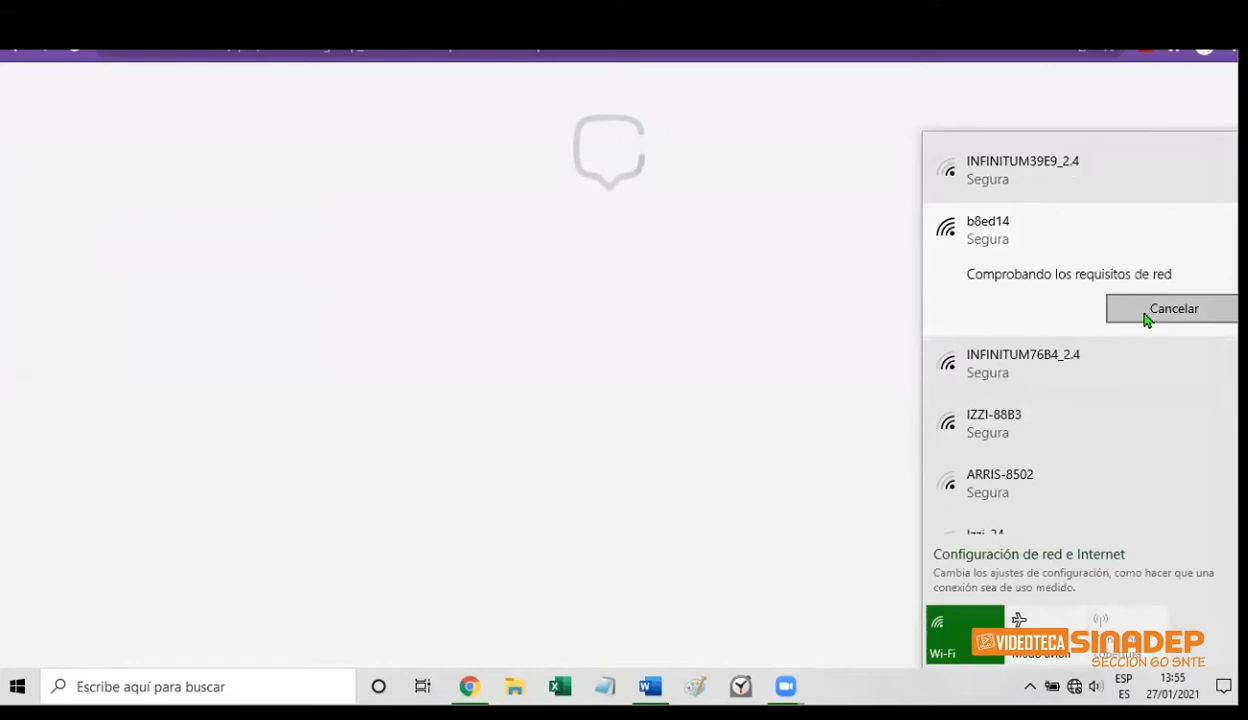 INFINITUM39E9_2.4
Segura
b8ed14
Segura
Comprobando los requisitos de red
Cancelar
INFINITUM76B4_2.4
Segura
IZZI-88B3
Segura
ARRIS-8502
Segura
Izzi-24
Configuración de red e Internet
Cambia los ajustes de configuración, como hacer que una
conexión sea de uso medido.
Wi-Fi
VIDEOTECA SINADEP
SECCIÓN 60 SNTE
Escribe aquí para buscar
ESP
ES
13:55
27/01/2021